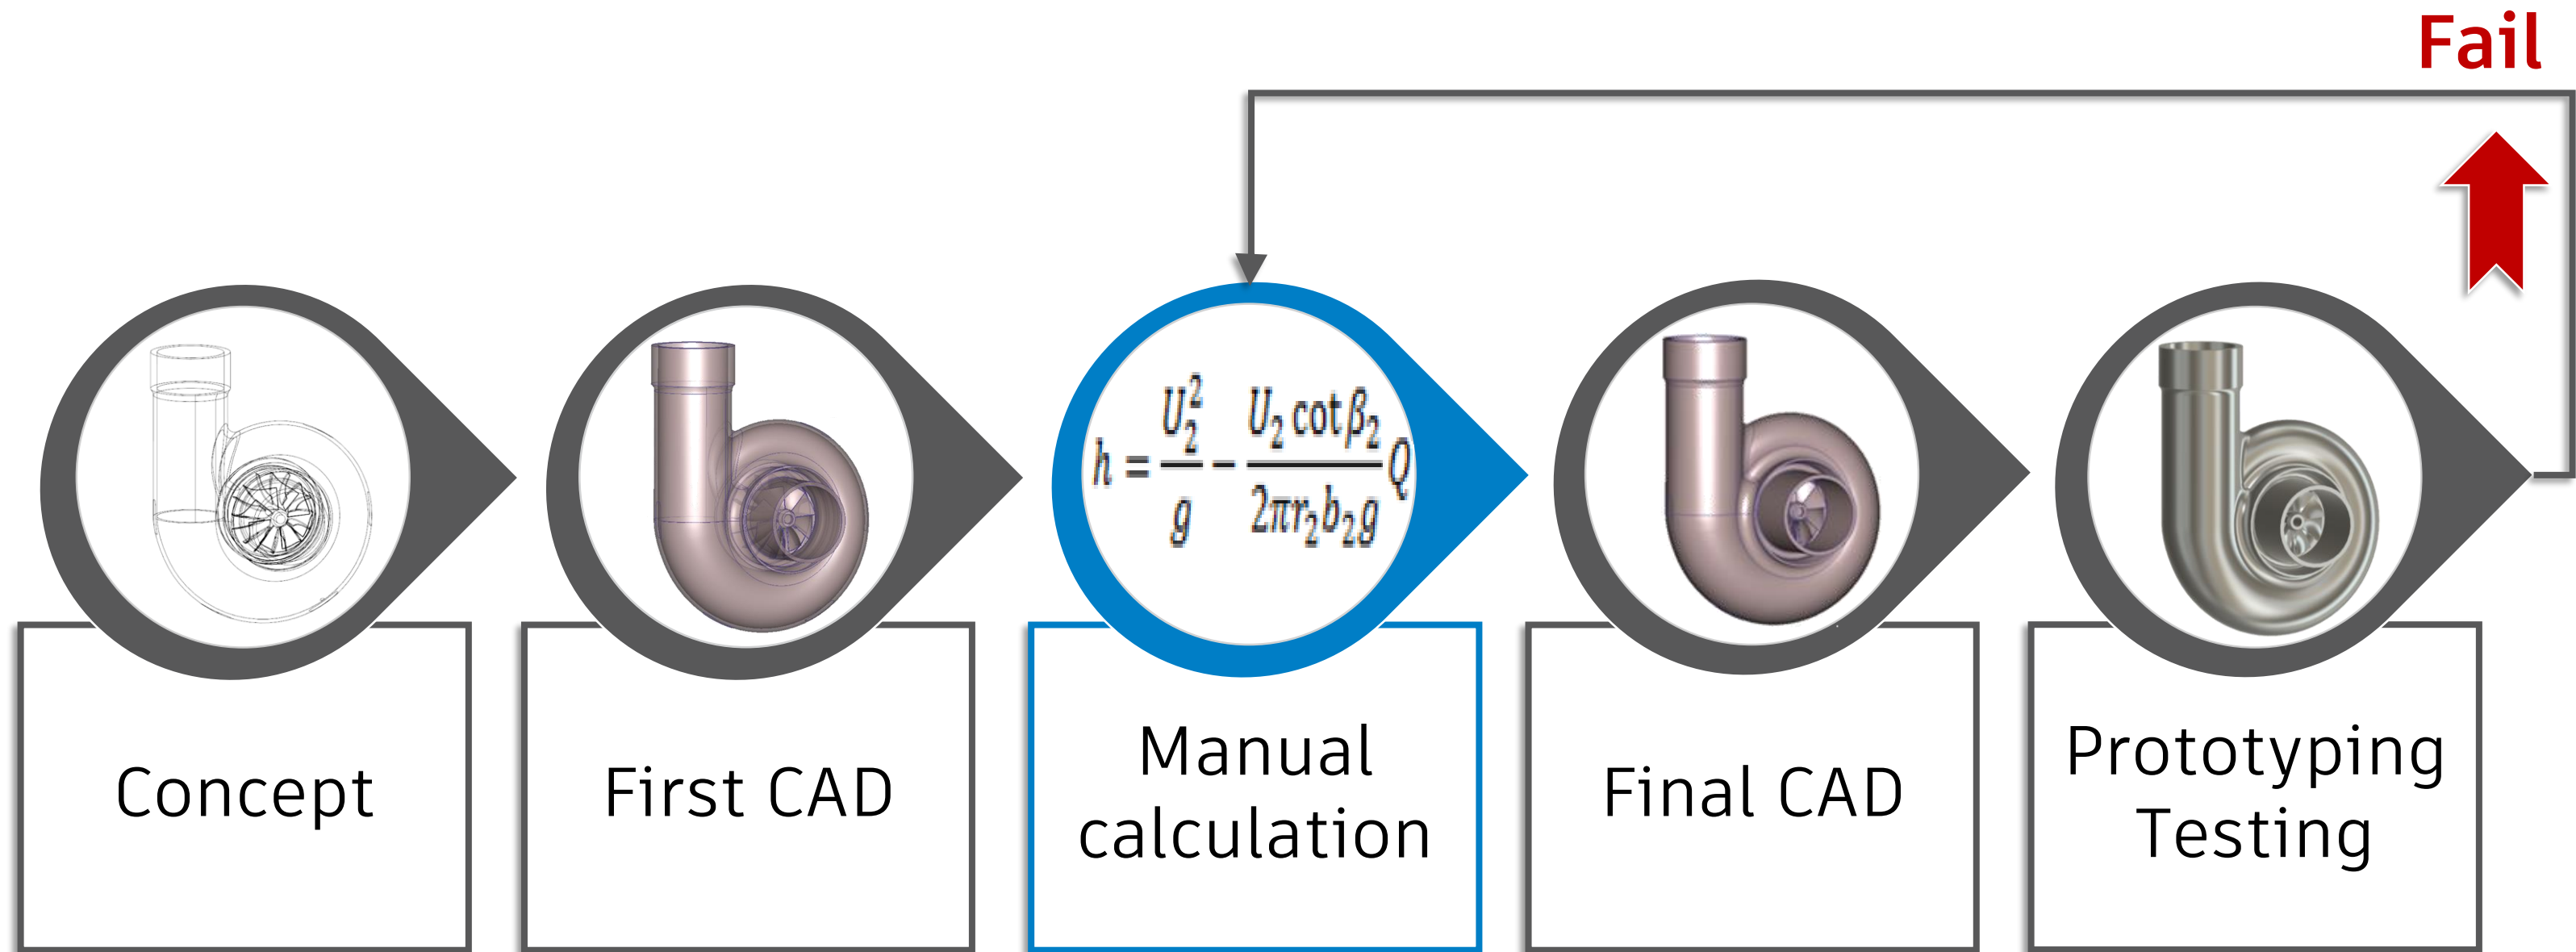 Fail
h = U₂²/g − U₂ cot β₂/2πr₂b₂g Q
Concept
First CAD
Manual
calculation
Final CAD
Prototyping
Testing